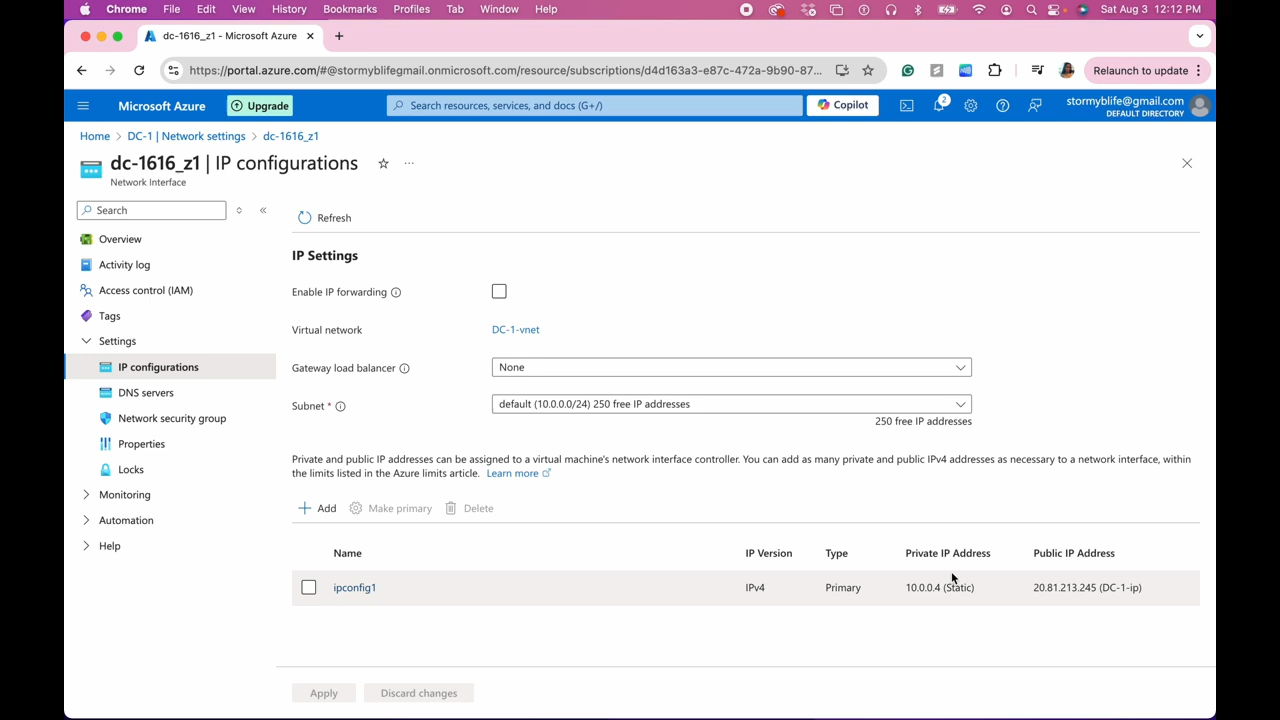 Chrome File Edit View History Bookmarks Profiles Tab Window Help Sat Aug 3 12:12 PM
dc-1616_z1 - Microsoft Azure
https://portal.azure.com/#@stormyblifegmail.onmicrosoft.com/resource/subscriptions/d4d163a3-e87c-472a-9b90-87... Relaunch to update
Microsoft Azure Upgrade Search resources, services, and docs (G+/) Copilot 2 stormyblife@gmail.com
DEFAULT DIRECTORY
Home > DC-1 | Network settings > dc-1616_z1
dc-1616_z1 | IP configurations
Network Interface
Search
Refresh
Overview
Activity log
Access control (IAM)
Tags
Settings
IP configurations
DNS servers
Network security group
Properties
Locks
Monitoring
Automation
Help
IP Settings
Enable IP forwarding
Virtual network DC-1-vnet
Gateway load balancer None
Subnet * default (10.0.0.0/24) 250 free IP addresses
250 free IP addresses
Private and public IP addresses can be assigned to a virtual machine's network interface controller. You can add as many private and public IPv4 addresses as necessary to a network interface, within
the limits listed in the Azure limits article. Learn more
Add Make primary Delete
Name IP Version Type Private IP Address Public IP Address
ipconfig1 IPv4 Primary 10.0.0.4 (Static) 20.81.213.245 (DC-1-ip)
Apply Discard changes